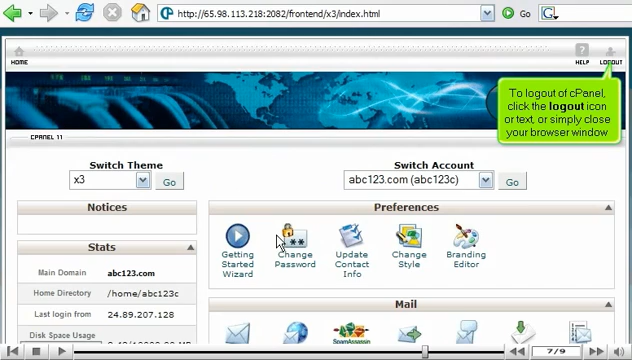 http://65.98.113.218:2082/frontend/x3/index.html
Go
HOME
HELP
LOGOUT
To logout of cPanel,
click the logout icon
or text, or simply close
your browser window
CPANEL 11
Switch Theme
Switch Account
x3
Go
abc123.com (abc123c)
Go
Notices
Preferences
Getting
Started
Wizard
Change
Password
Update
Contact
Info
Change
Style
Branding
Editor
Stats
Main Domain
abc123.com
Home Directory
/home/abc123c
Last login from
24.89.207.128
Disk Space Usage
Mail
SpamAssassin
7/9